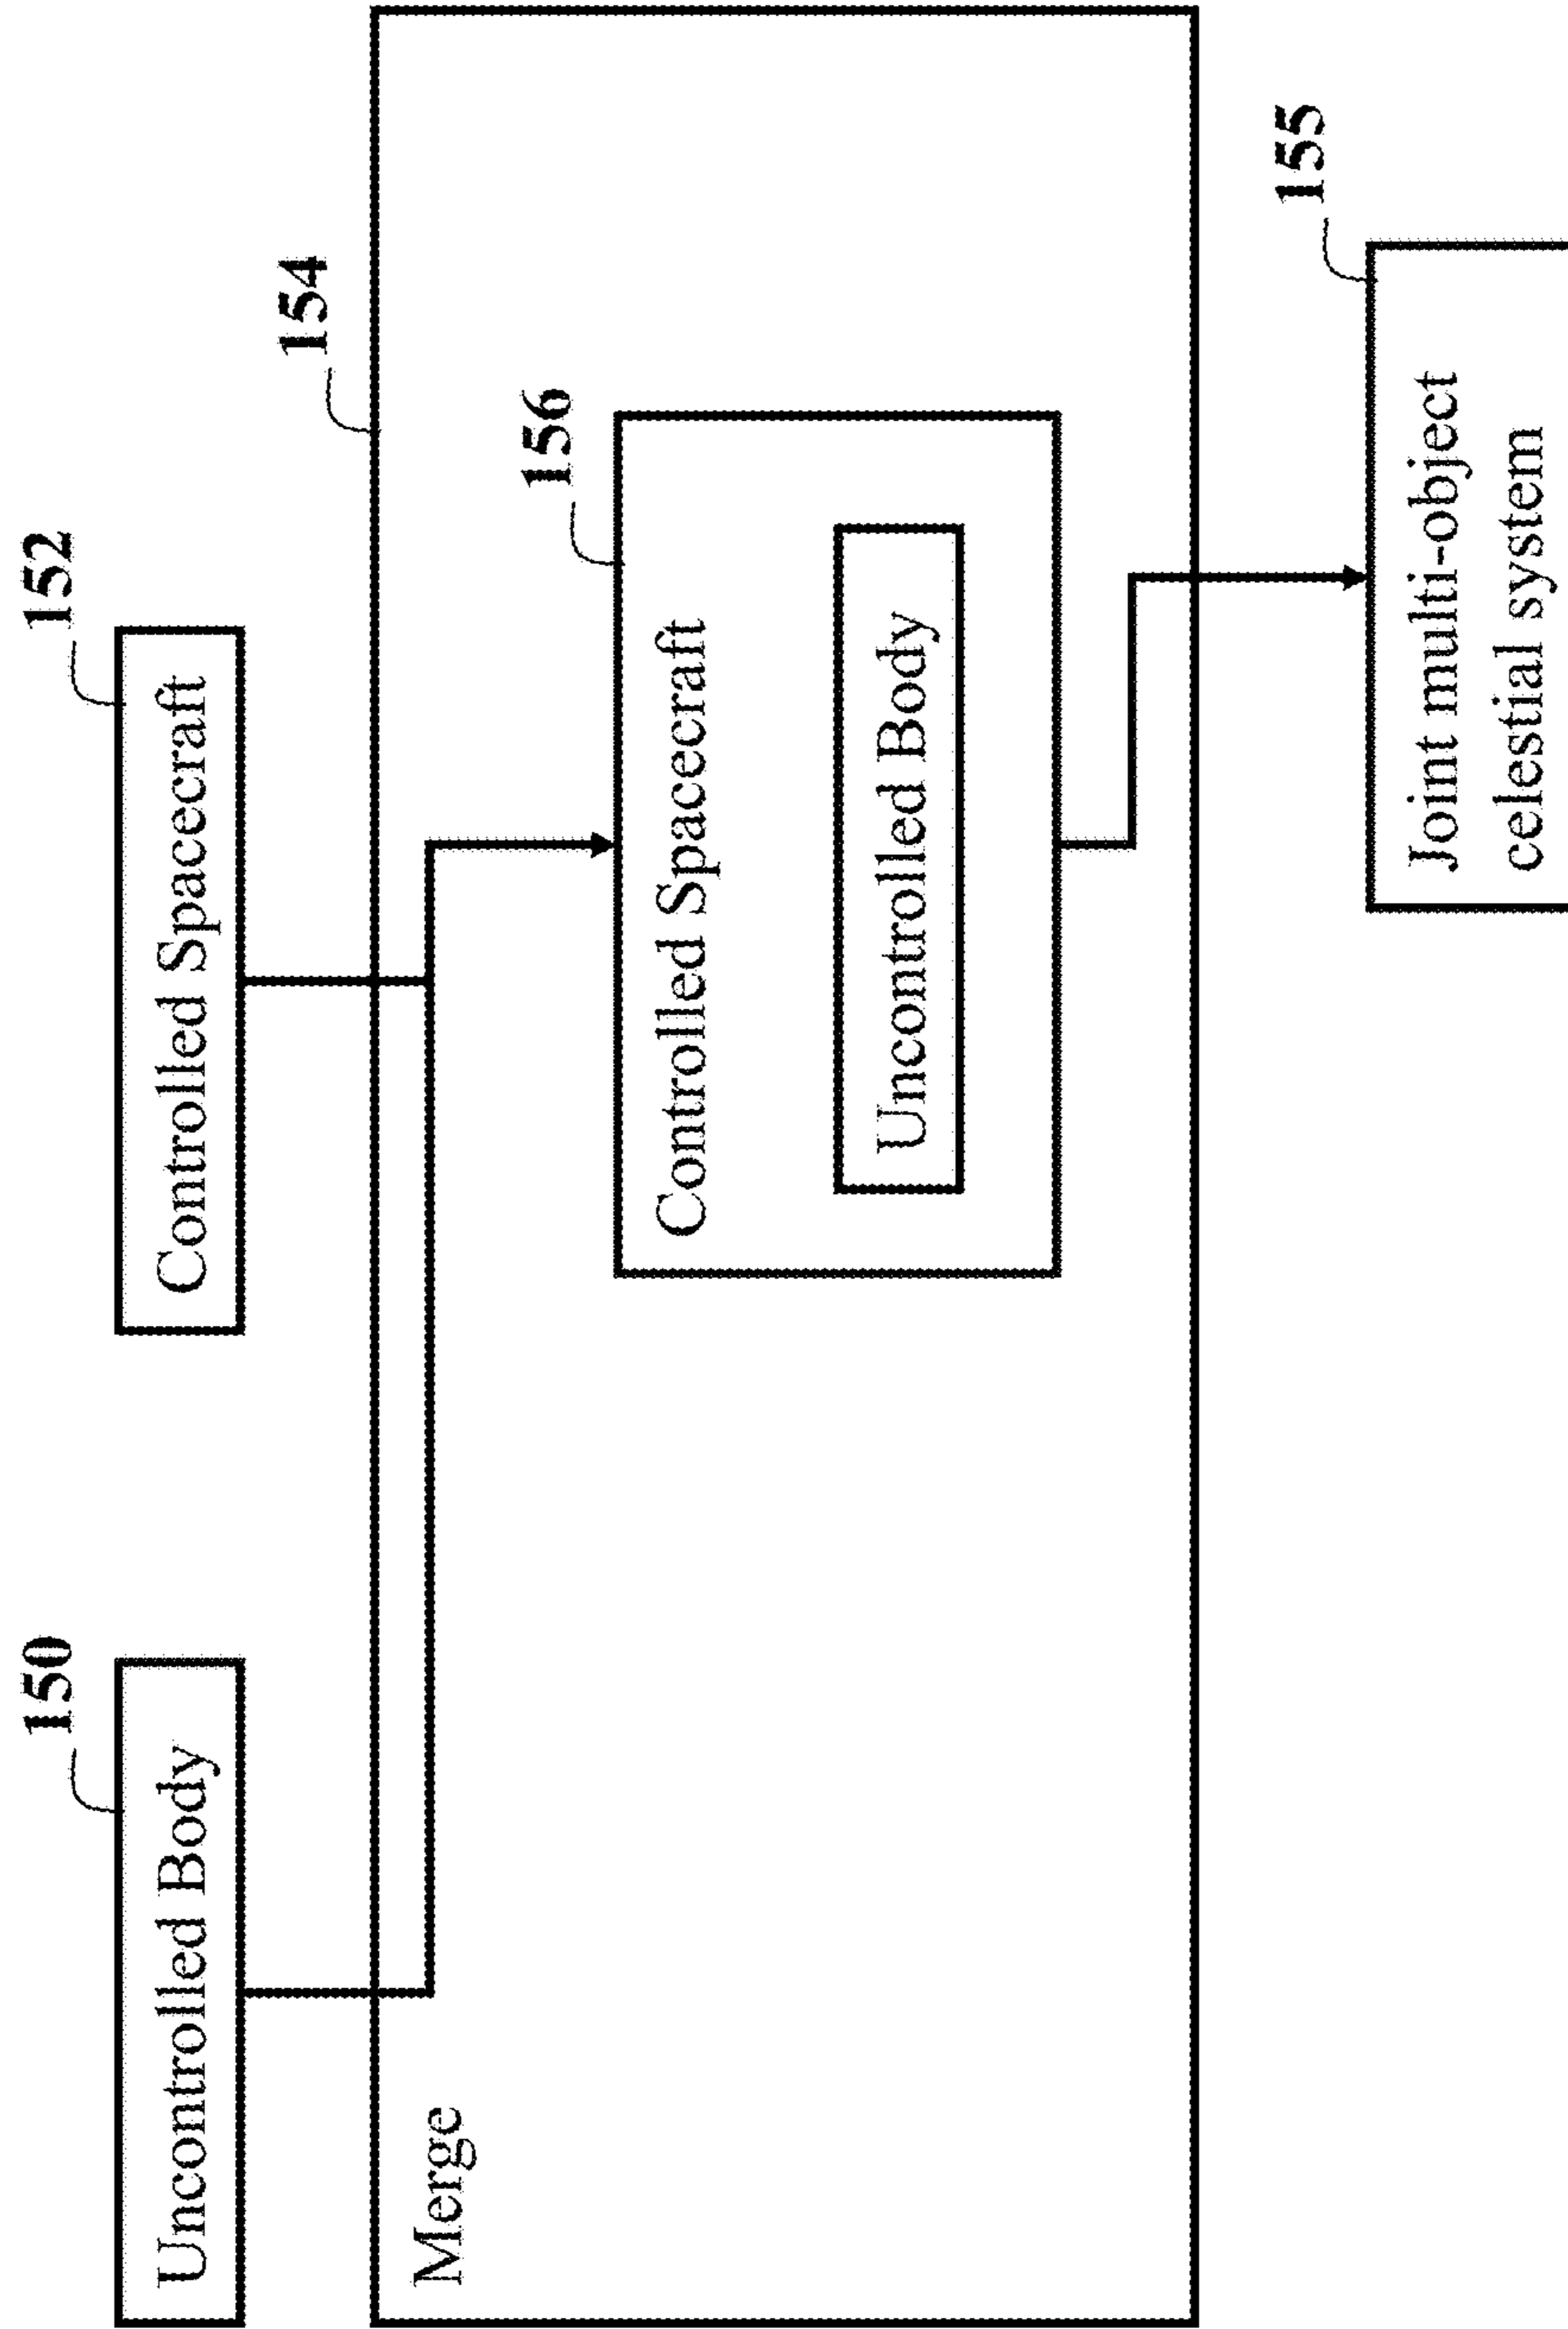 150
Uncontrolled Body
152
Controlled Spacecraft
154
Merge
156
Controlled Spacecraft
Uncontrolled Body
155
Joint multi-object
celestial system